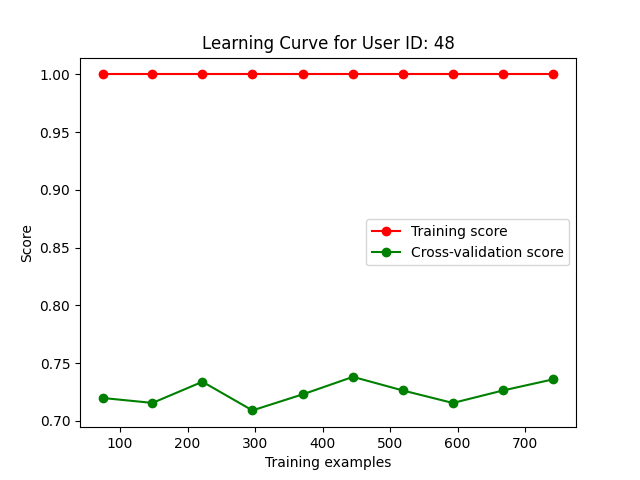 Learning Curve for User ID: 48
1.00
0.95
0.90
0.85
0.80
0.75
0.70
Score
Training score
Cross-validation score
100 200 300 400 500 600 700
Training examples